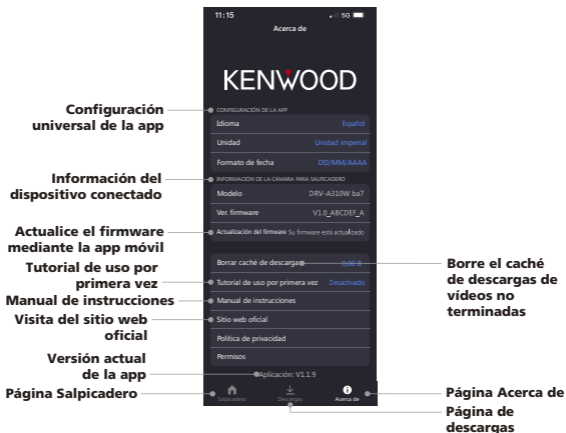 11:15
5G
Acerca de
KENWOOD
CONFIGURACIÓN DE LA APP
Idioma Español
Unidad Unidad imperial
Formato de fecha DD/MM/AAAA
INFORMACIÓN DE LA CÁMARA PARA SALPICADERO
Modelo DRV-A310W ba7
Ver. firmware V1.0_ABCDEF_A
Actualización del firmware Su firmware está actualizado
Borrar caché de descargas 0,00 B
Tutorial de uso por primera vez Desactivado
Manual de instrucciones
Sitio web oficial
Política de privacidad
Permisos
Aplicación: V1.1.9
Salpicadero
Descargas
Acerca de
Configuración
universal de la app
Información del
dispositivo conectado
Actualice el firmware
mediante la app móvil
Tutorial de uso por
primera vez
Manual de instrucciones
Visita del sitio web
oficial
Versión actual
de la app
Página Salpicadero
Borre el caché
de descargas de
vídeos no
terminadas
Página Acerca de
Página de
descargas